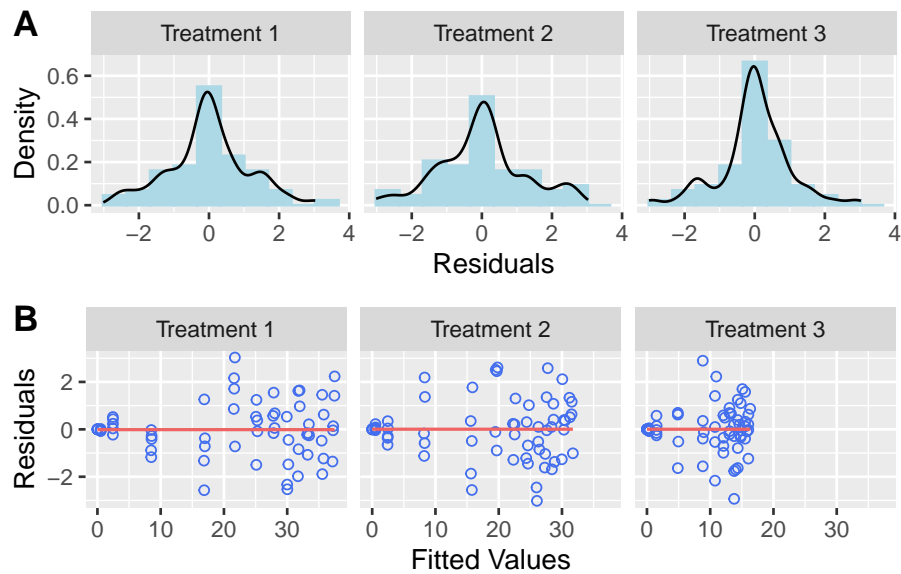 A
Treatment 1 Treatment 2 Treatment 3
Density
0.6
0.4
0.2
0.0
−2 0 2 4 −2 0 2 4 −2 0 2 4
Residuals
B
Treatment 1 Treatment 2 Treatment 3
Residuals
2
0
−2
0 10 20 30 0 10 20 30 0 10 20 30
Fitted Values